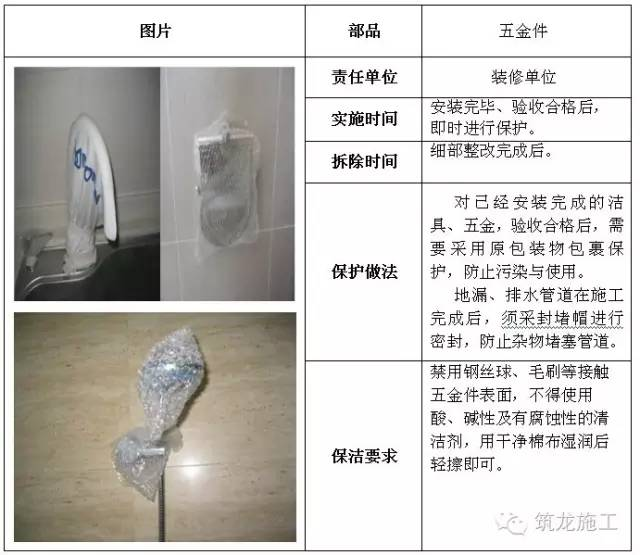 图片 部品 五金件
责任单位 装修单位
实施时间 安装完毕、验收合格后，
即时进行保护。
拆除时间 细部整改完成后。
保护做法
对已经安装完成的洁
具、五金，验收合格后，需
要采用原包装物包裹保
护，防止污染与使用。
地漏、排水管道在施工
完成后，须采封堵帽进行
密封，防止杂物堵塞管道。
保洁要求
禁用钢丝球、毛刷等接触
五金件表面，不得使用
酸、碱性及有腐蚀性的清
洁剂，用干净棉布湿润后
轻擦即可。
筑龙施工